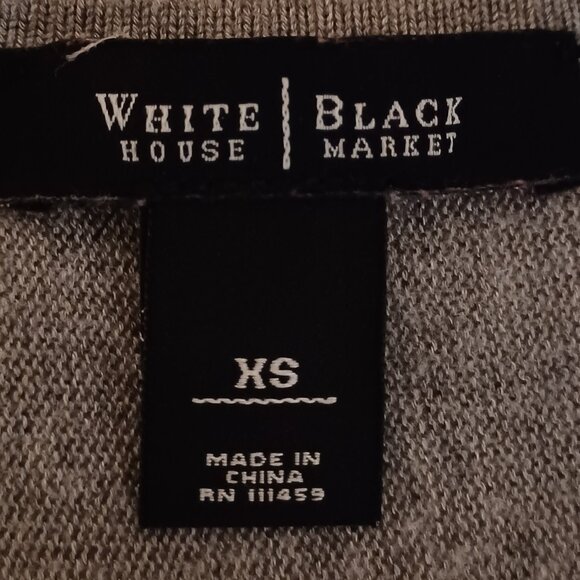 WHITE | BLACK
HOUSE | MARKET
XS
MADE IN
CHINA
RN 111459